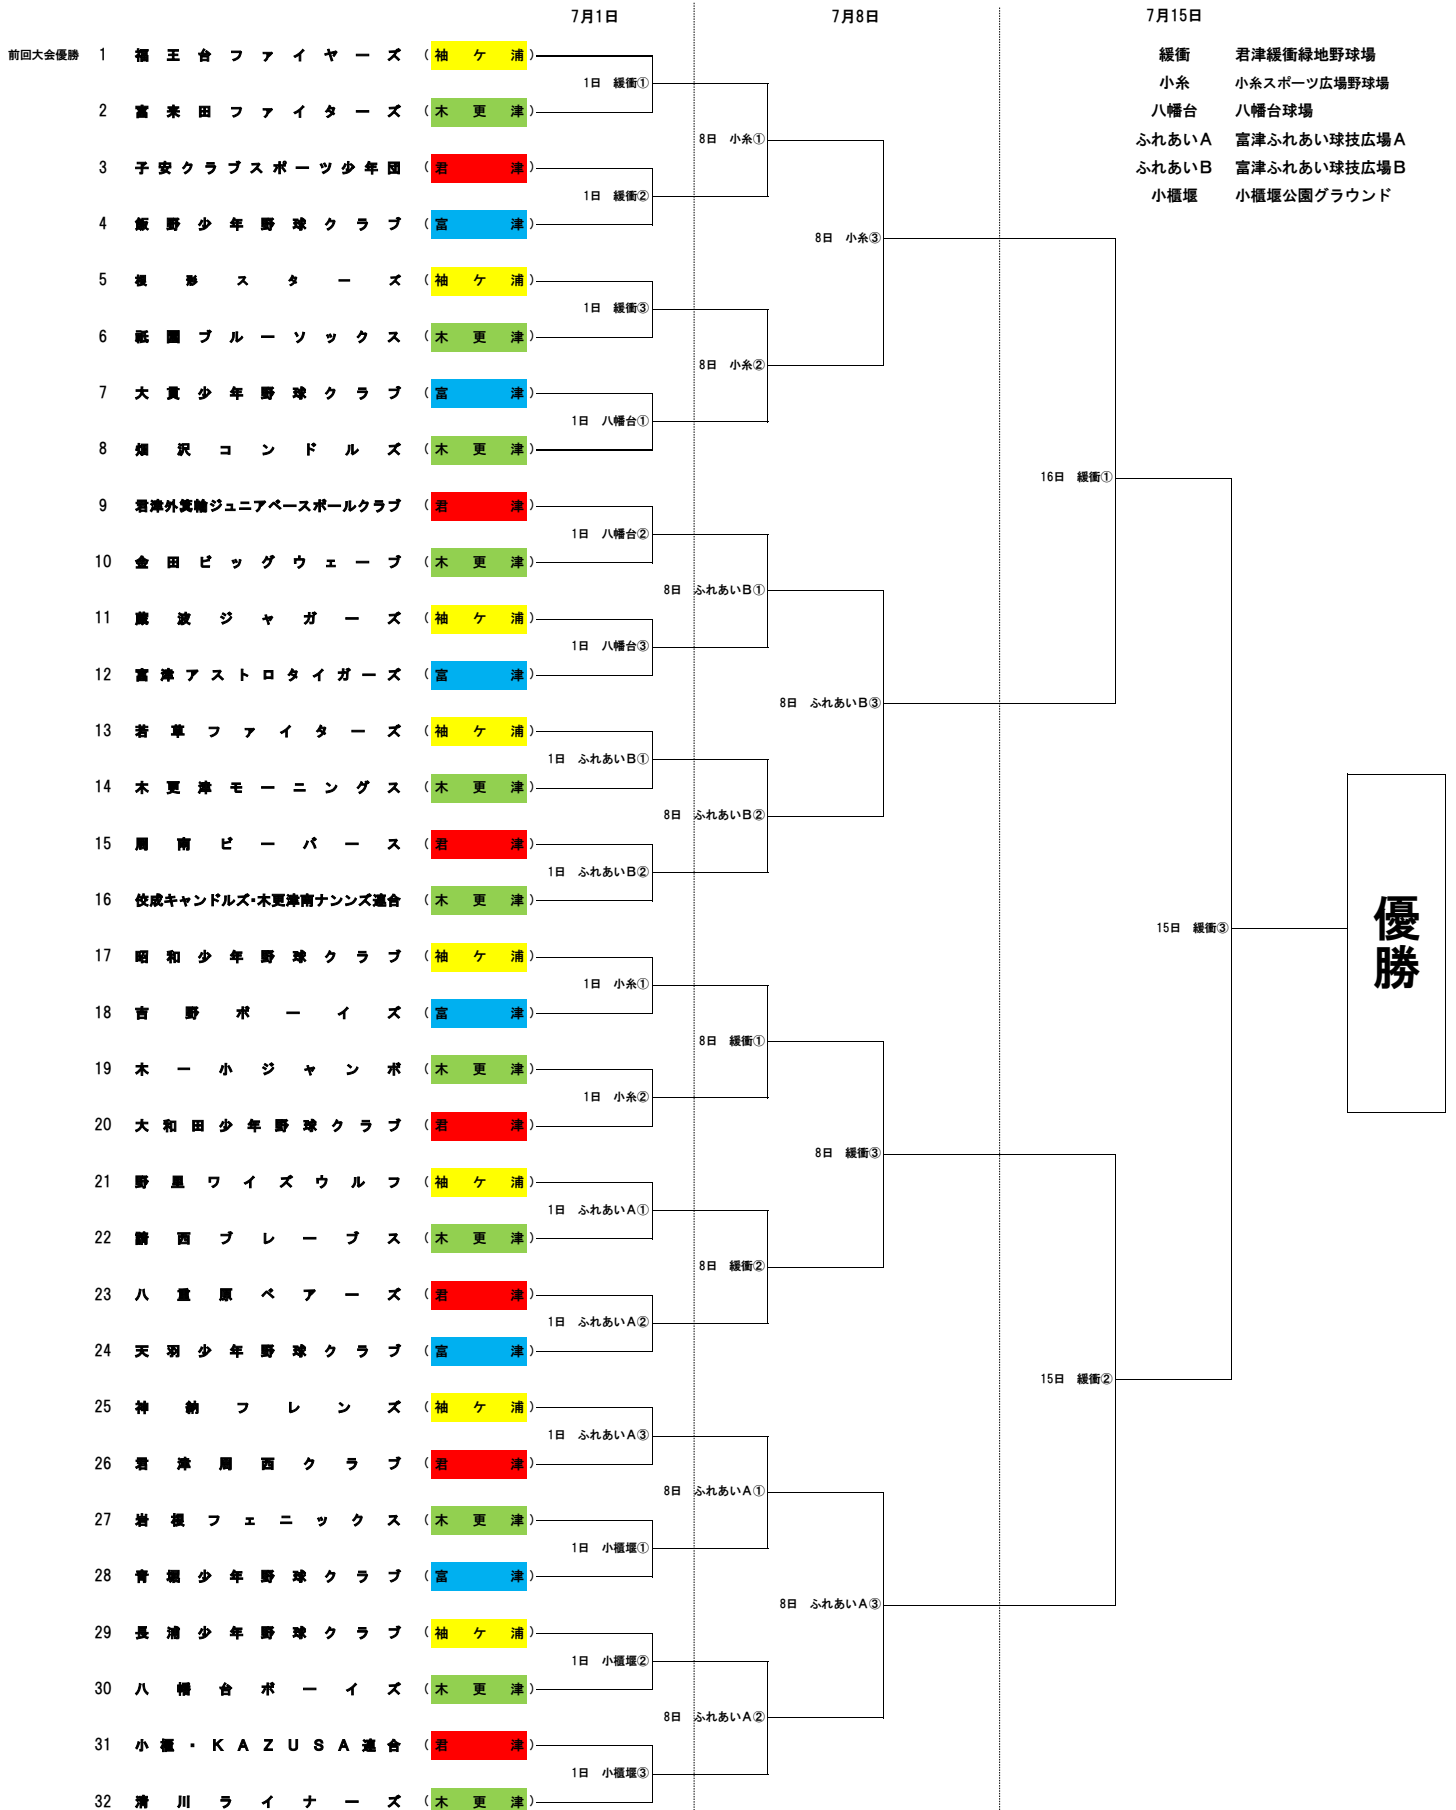 7月1日 7月8日 7月15日
前回大会優勝 1 福王台ファイヤーズ (袖ケ浦)
緩衝 君津緩衝緑地野球場
1日 緩衝①
小糸 小糸スポーツ広場野球場
2 富来田ファイターズ (木更津)
八幡台 八幡台球場
8日 小糸①
ふれあいA 富津ふれあい球技広場A
3 子安クラブスポーツ少年団 (君津)
ふれあいB 富津ふれあい球技広場B
1日 緩衝②
小櫃堰 小櫃堰公園グラウンド
4 飯野少年野球クラブ (富津)
8日 小糸③
5 根形スターズ (袖ケ浦)
1日 緩衝③
6 祇園ブルーソックス (木更津)
8日 小糸②
7 大貫少年野球クラブ (富津)
1日 八幡台①
8 畑沢コンドルズ (木更津)
16日 緩衝①
9 君津外箕輪ジュニアベースボールクラブ (君津)
1日 八幡台②
10 金田ビッグウェーブ (木更津)
8日 ふれあいB①
11 蔵波ジャガーズ (袖ケ浦)
1日 八幡台③
12 富津アストロタイガーズ (富津)
8日 ふれあいB③
13 若草ファイターズ (袖ケ浦)
1日 ふれあいB①
14 木更津モーニングス (木更津)
8日 ふれあいB②
15 周南ビーバース (君津)
1日 ふれあいB②
16 佼成キャンドルズ・木更津南ナンンズ連合 (木更津)
優勝
15日 緩衝③
17 昭和少年野球クラブ (袖ケ浦)
1日 小糸①
18 吉野ボーイズ (富津)
8日 緩衝①
19 木一小ジャンボ (木更津)
1日 小糸②
20 大和田少年野球クラブ (君津)
8日 緩衝③
21 野里ワイズウルフ (袖ケ浦)
1日 ふれあいA①
22 請西ブレーブス (木更津)
8日 緩衝②
23 八重原ベアーズ (君津)
1日 ふれあいA②
24 天羽少年野球クラブ (富津)
15日 緩衝②
25 神納フレンズ (袖ケ浦)
1日 ふれあいA③
26 君津周西クラブ (君津)
8日 ふれあいA①
27 岩根フェニックス (木更津)
1日 小櫃堰①
28 青堀少年野球クラブ (富津)
8日 ふれあいA③
29 長浦少年野球クラブ (袖ケ浦)
1日 小櫃堰②
30 八幡台ボーイズ (木更津)
8日 ふれあいA②
31 小櫃・KAZUSA連合 (君津)
1日 小櫃堰③
32 清川ライナーズ (木更津)